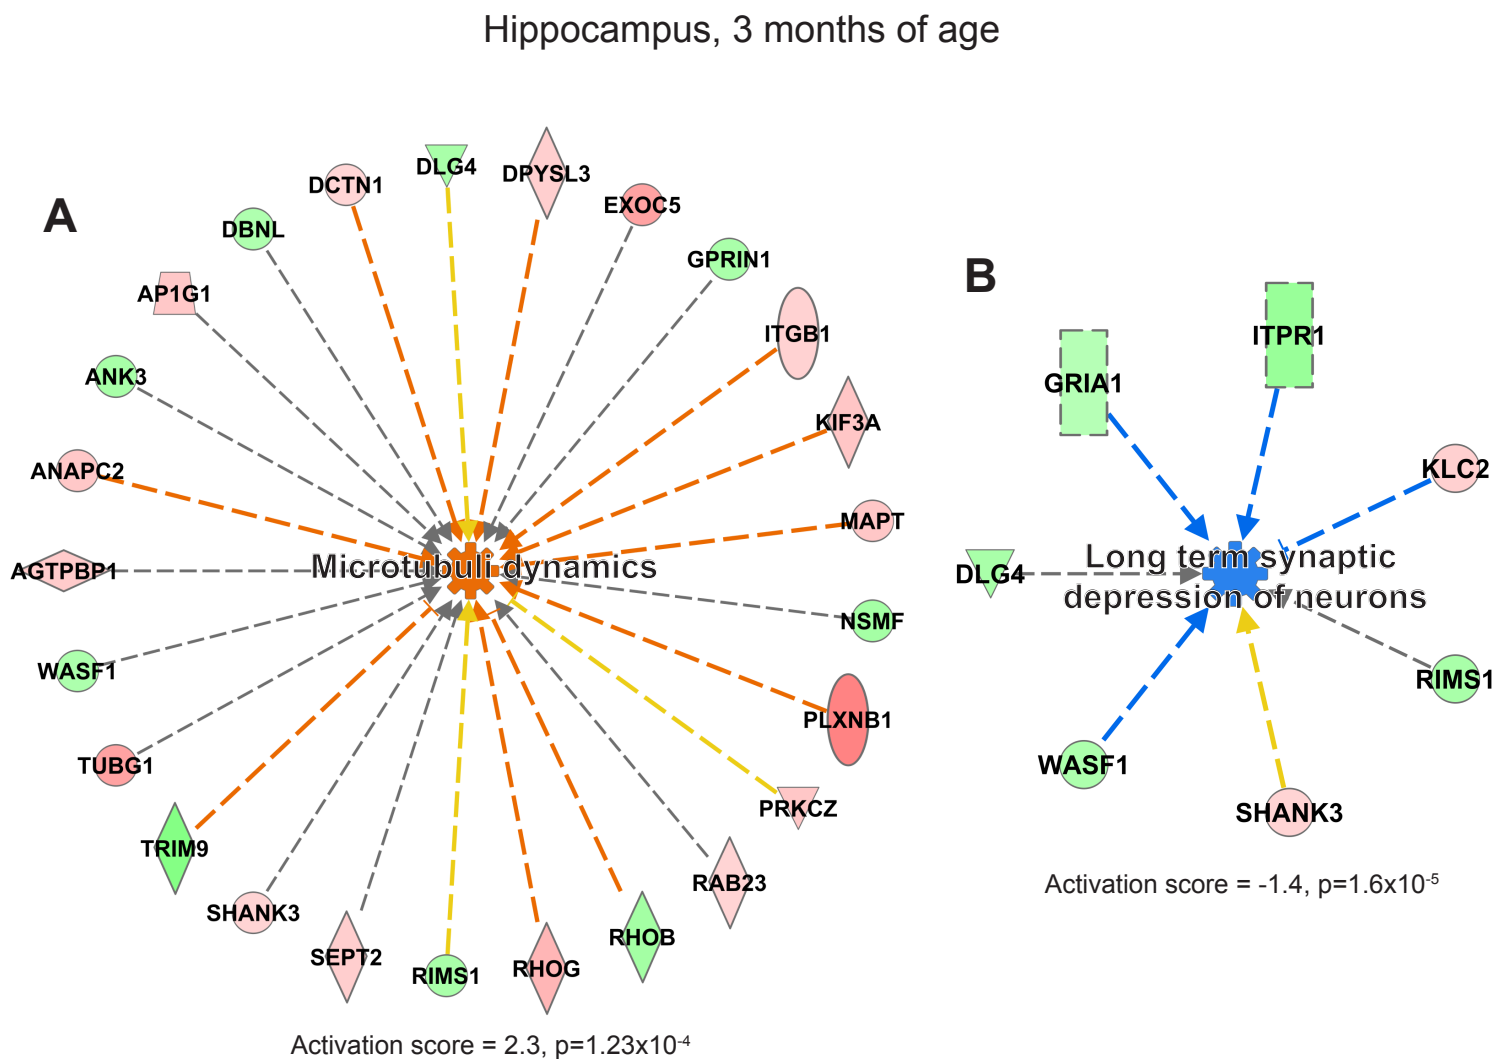 Hippocampus, 3 months of age
A
DLG4
DPYSL3
DCTN1
EXOC5
DBNL
GPRIN1
AP1G1
ITGB1
ANK3
KIF3A
ANAPC2
MAPT
AGTPBP1
Microtubuli dynamics
NSMF
WASF1
PLXNB1
TUBG1
PRKCZ
TRIM9
RAB23
SHANK3
RHOB
SEPT2
RIMS1
RHOG
Activation score = 2.3, p=1.23x10-4
B
ITPR1
GRIA1
KLC2
DLG4
Long term synaptic
depression of neurons
RIMS1
WASF1
SHANK3
Activation score = -1.4, p=1.6x10-5